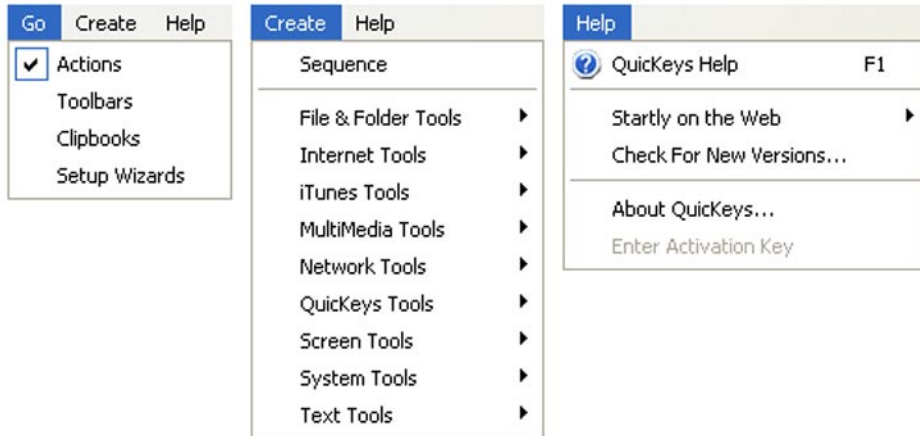 Go Create Help
Actions
Toolbars
Clipbooks
Setup Wizards
Create Help
Sequence
File & Folder Tools
Internet Tools
iTunes Tools
MultiMedia Tools
Network Tools
QuicKeys Tools
Screen Tools
System Tools
Text Tools
Help
QuicKeys Help F1
Startly on the Web
Check For New Versions...
About QuicKeys...
Enter Activation Key